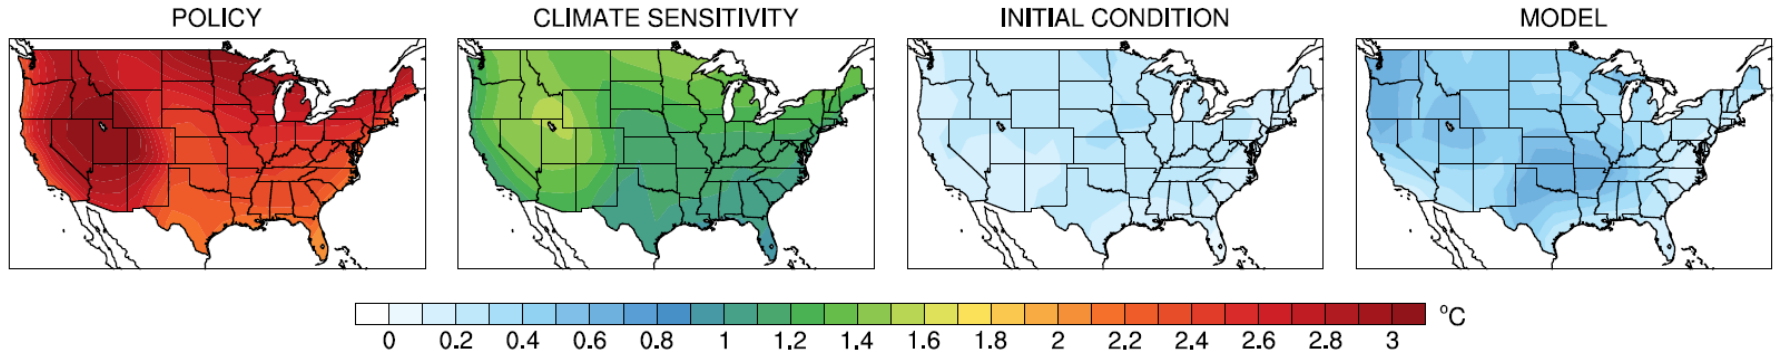 POLICY CLIMATE SENSITIVITY INITIAL CONDITION MODEL
0 0.2 0.4 0.6 0.8 1 1.2 1.4 1.6 1.8 2 2.2 2.4 2.6 2.8 3 °C